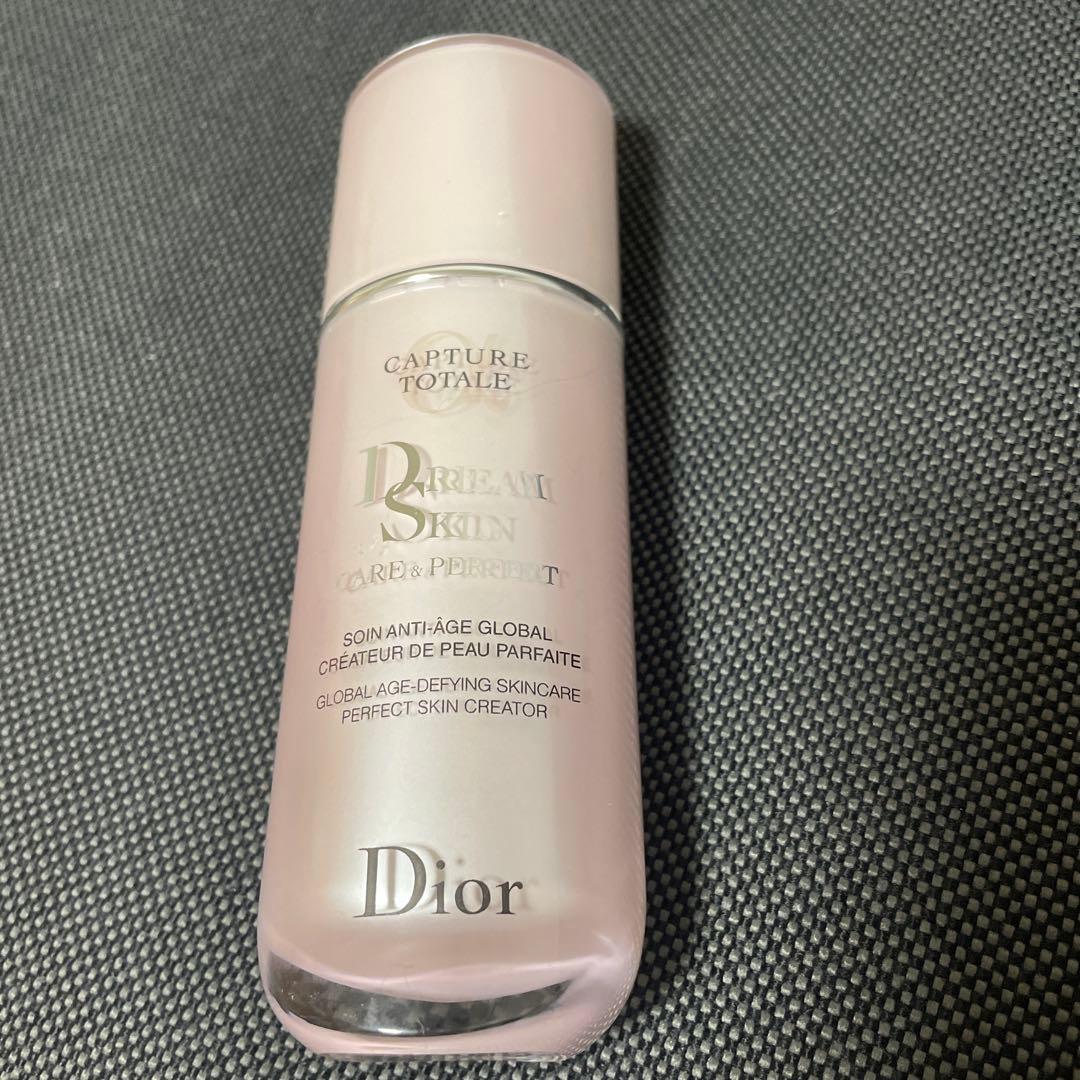 CAPTURE
TOTALE
DREAM
SKIN
CARE & PERFECT
SOIN ANTI-ÂGE GLOBAL
CRÉATEUR DE PEAU PARFAITE
GLOBAL AGE-DEFYING SKINCARE
PERFECT SKIN CREATOR
Dior